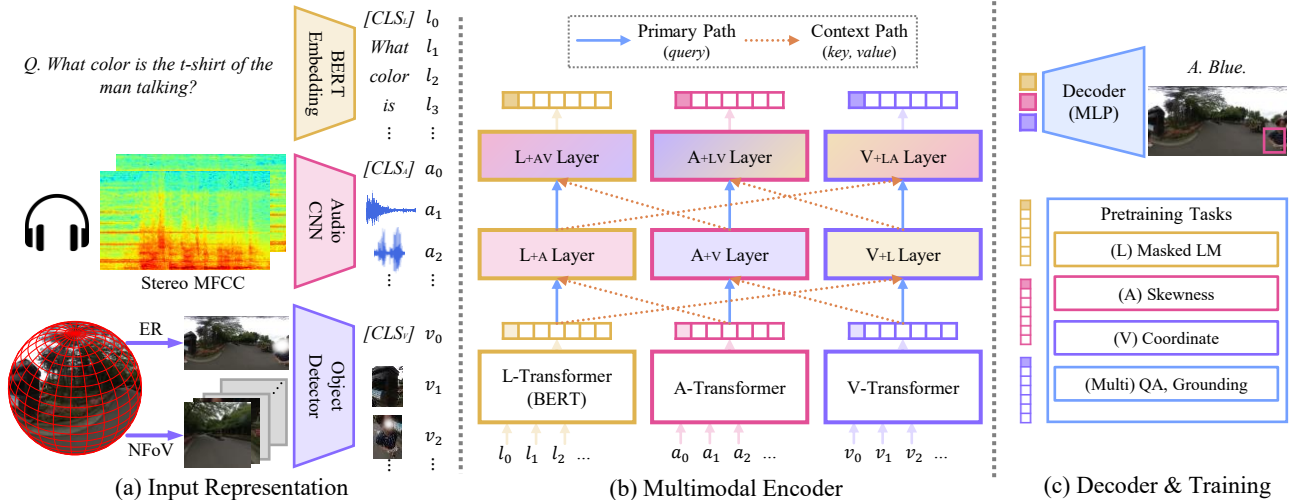 Q. What color is the t-shirt of the
man talking?
BERT
Embedding
[CLS_L] l_0
What l_1
color l_2
is l_3
⋮ ⋮
Stereo MFCC
Audio
CNN
[CLS_A] a_0
a_1
a_2
⋮ ⋮
ER
NFoV
Object
Detector
[CLS_V] v_0
v_1
v_2
⋮ ⋮
(a) Input Representation
Primary Path
(query)
Context Path
(key, value)
L+AV Layer
A+LV Layer
V+LA Layer
L+A Layer
A+V Layer
V+L Layer
L-Transformer
(BERT)
A-Transformer
V-Transformer
l_0 l_1 l_2 ...
a_0 a_1 a_2 ...
v_0 v_1 v_2 ...
(b) Multimodal Encoder
Decoder
(MLP)
A. Blue.
Pretraining Tasks
(L) Masked LM
(A) Skewness
(V) Coordinate
(Multi) QA, Grounding
(c) Decoder & Training